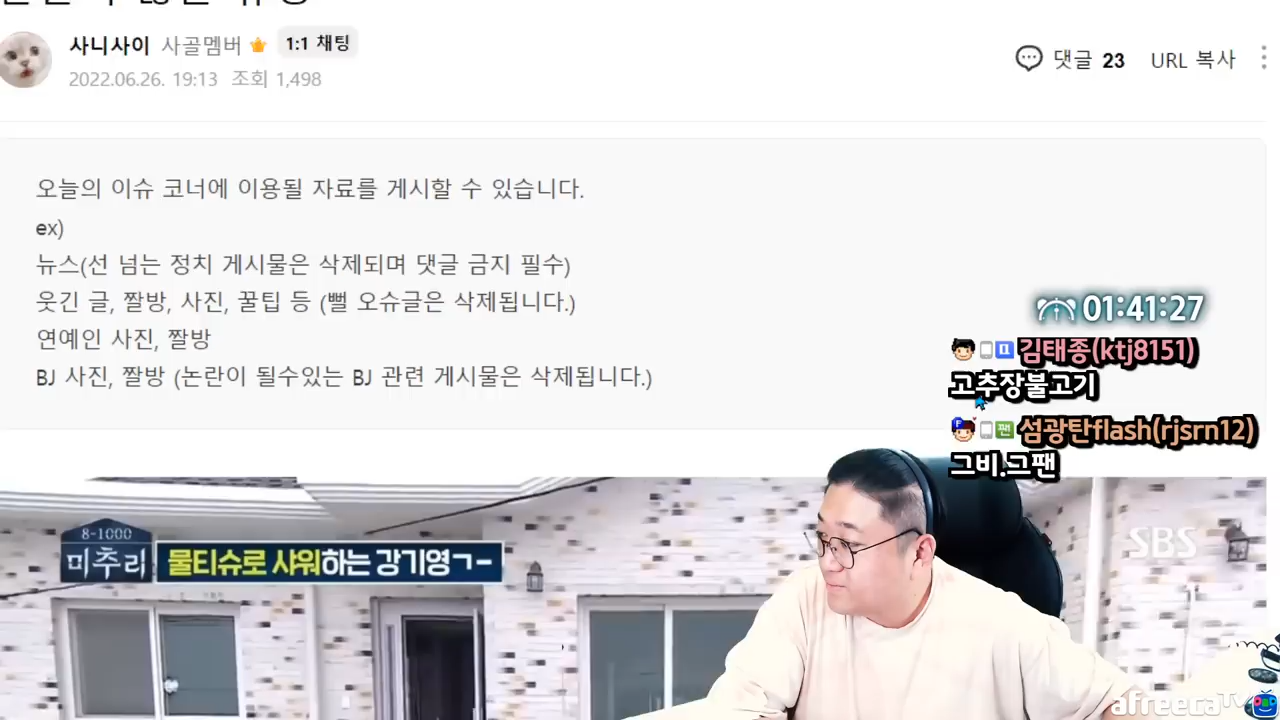 사니사이 사골멤버 1:1 채팅
2022.06.26. 19:13 조회 1,498
댓글 23 URL 복사
오늘의 이슈 코너에 이용될 자료를 게시할 수 있습니다.
ex)
뉴스(선 넘는 정치 게시물은 삭제되며 댓글 금지 필수)
웃긴 글, 짤방, 사진, 꿀팁 등 (뻘 오슈글은 삭제됩니다.)
연예인 사진, 짤방
BJ 사진, 짤방 (논란이 될수있는 BJ 관련 게시물은 삭제됩니다.)
01:41:27
김태종(ktj8151)
고추장불고기
팬 섬광탄flash(rjsrn12)
그비.그팬
8-1000
미추리
물티슈로 샤워하는 강기영ㄱ-
SBS
afreecaTV